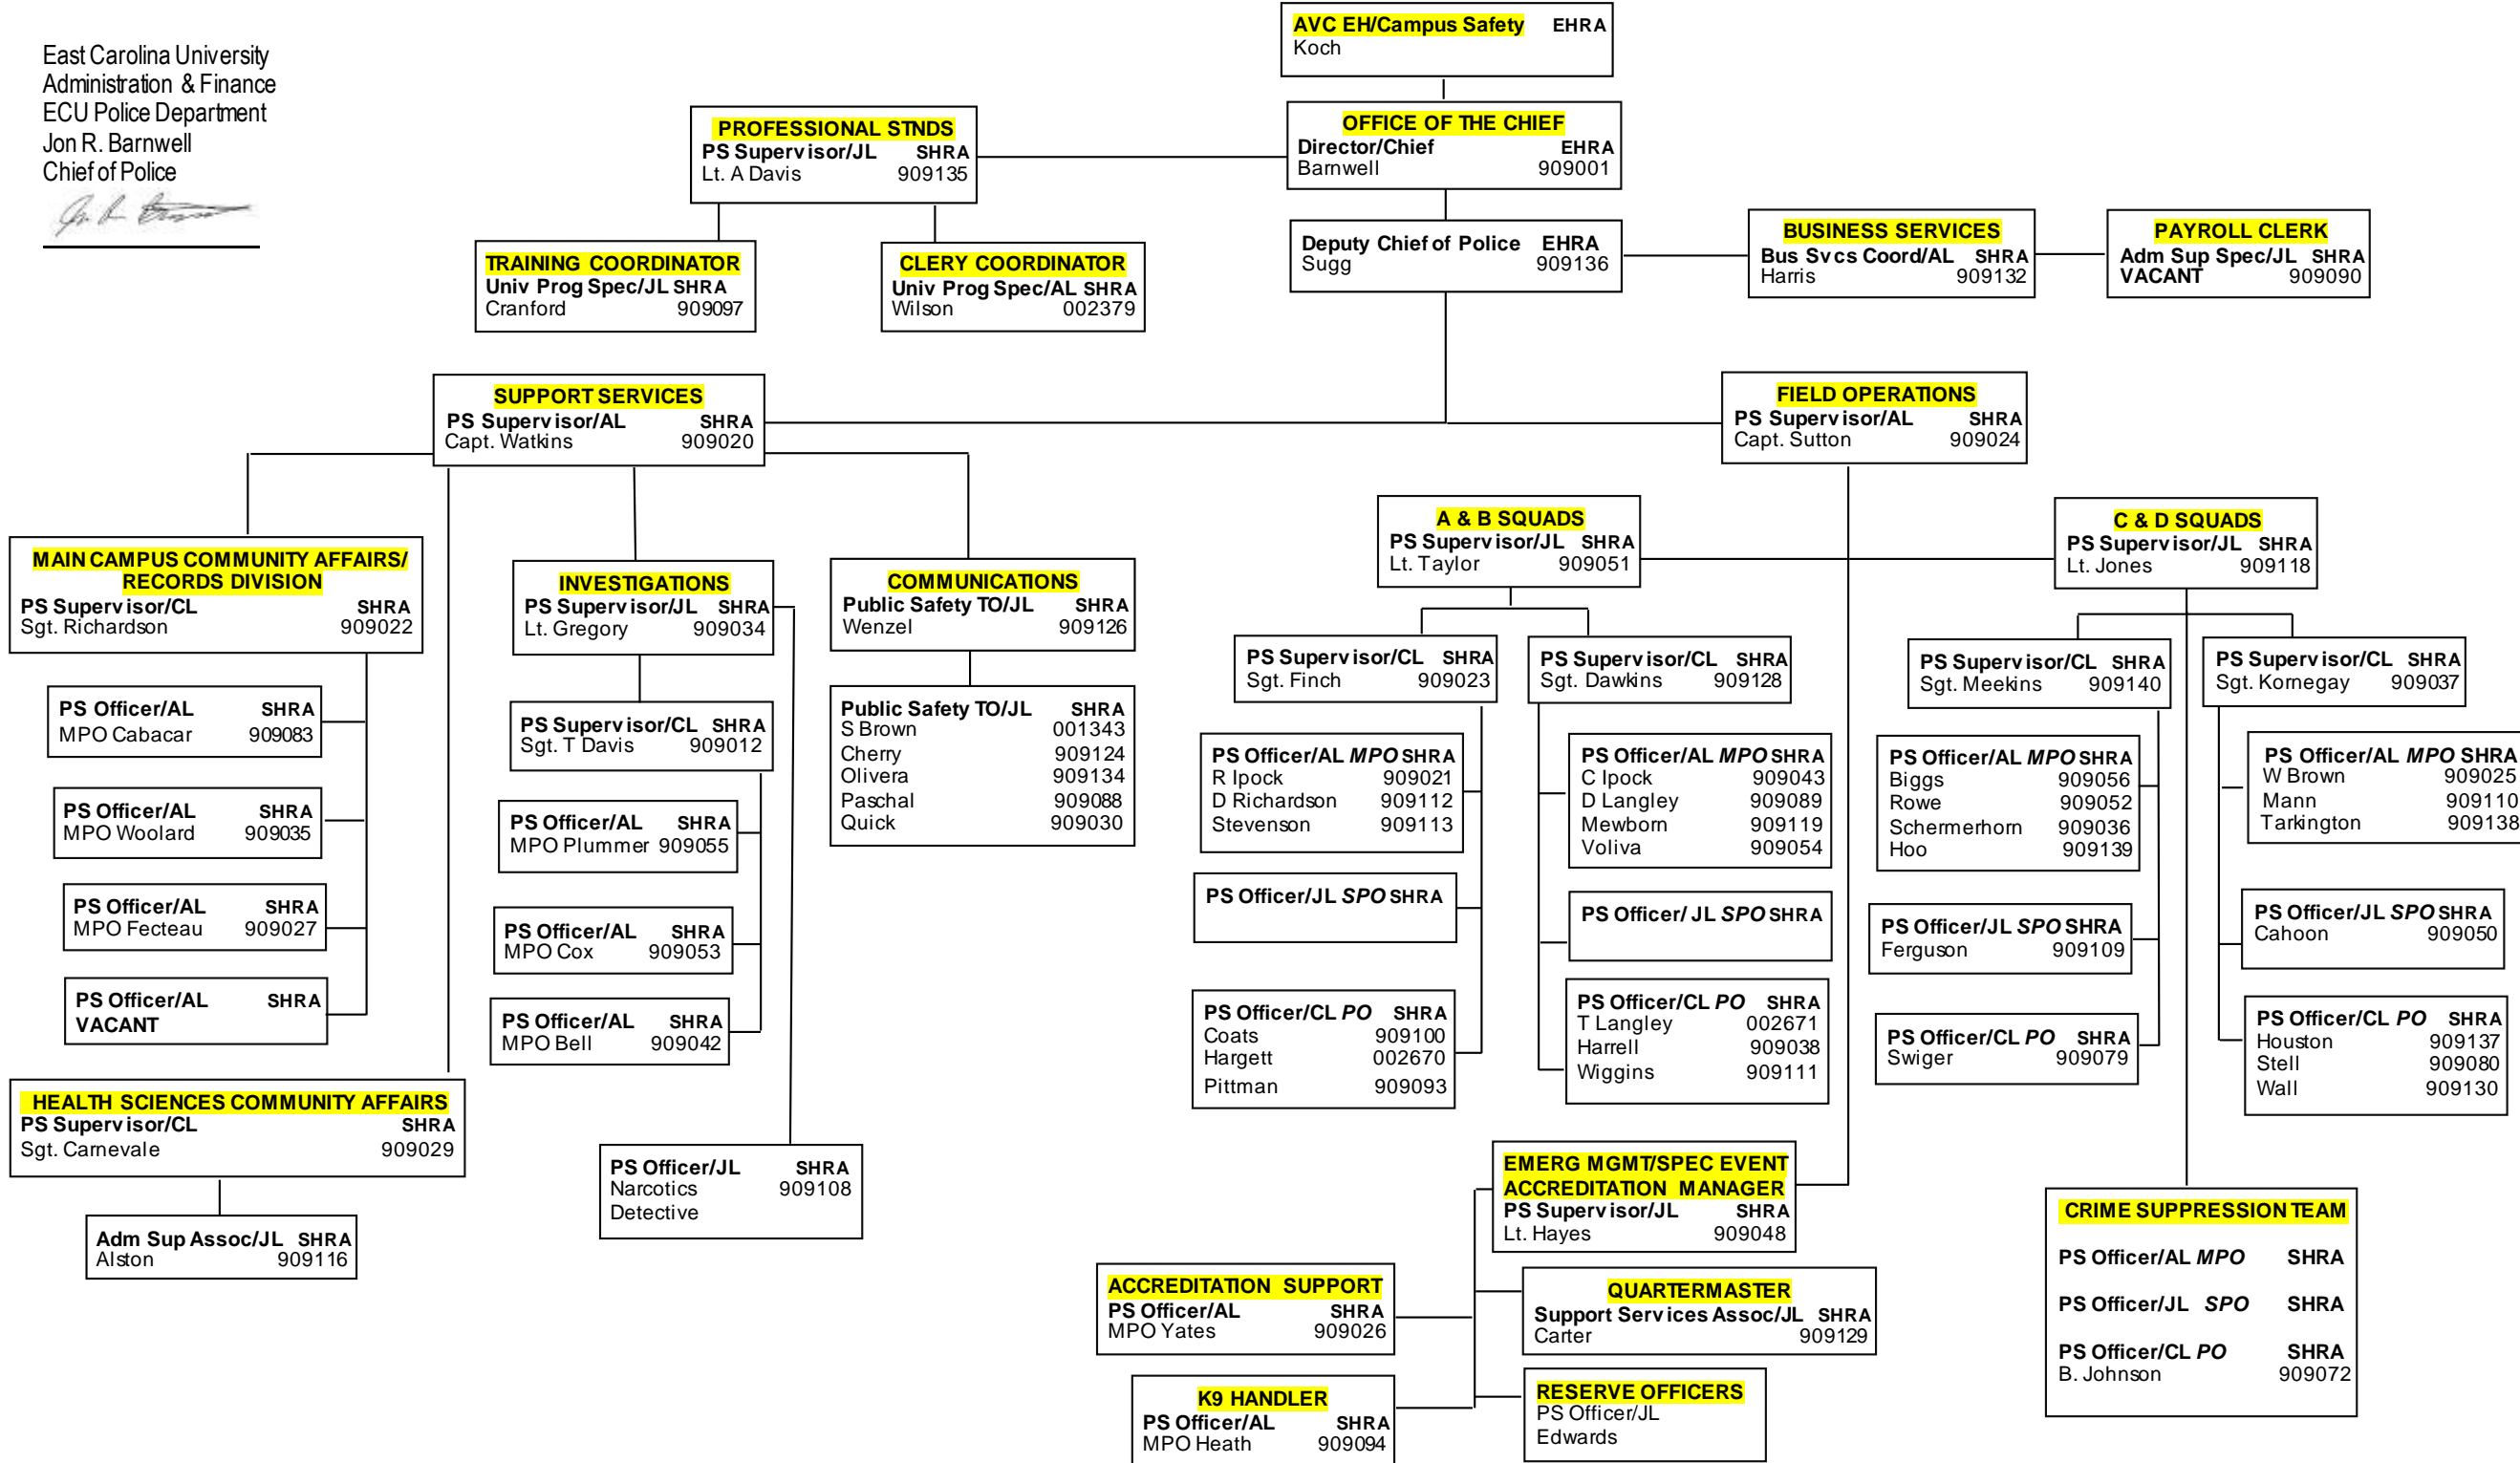 East Carolina University
Administration & Finance
ECU Police Department
Jon R. Barnwell
Chief of Police
AVC EH/Campus Safety EHRA
Koch
OFFICE OF THE CHIEF
Director/Chief EHRA
Barnwell 909001
PROFESSIONAL STNDS
PS Supervisor/JL SHRA
Lt. A Davis 909135
TRAINING COORDINATOR
Univ Prog Spec/JL SHRA
Cranford 909097
CLERY COORDINATOR
Univ Prog Spec/AL SHRA
Wilson 002379
Deputy Chief of Police EHRA
Sugg 909136
BUSINESS SERVICES
Bus Svcs Coord/AL SHRA
Harris 909132
PAYROLL CLERK
Adm Sup Spec/JL SHRA
VACANT 909090
SUPPORT SERVICES
PS Supervisor/AL SHRA
Capt. Watkins 909020
FIELD OPERATIONS
PS Supervisor/AL SHRA
Capt. Sutton 909024
MAIN CAMPUS COMMUNITY AFFAIRS/
RECORDS DIVISION
PS Supervisor/CL SHRA
Sgt. Richardson 909022
PS Officer/AL SHRA
MPO Cabacar 909083
PS Officer/AL SHRA
MPO Woolard 909035
PS Officer/AL SHRA
MPO Fecteau 909027
PS Officer/AL SHRA
VACANT
HEALTH SCIENCES COMMUNITY AFFAIRS
PS Supervisor/CL SHRA
Sgt. Carnevale 909029
Adm Sup Assoc/JL SHRA
Alston 909116
INVESTIGATIONS
PS Supervisor/JL SHRA
Lt. Gregory 909034
PS Supervisor/CL SHRA
Sgt. T Davis 909012
PS Officer/AL SHRA
MPO Plummer 909055
PS Officer/AL SHRA
MPO Cox 909053
PS Officer/AL SHRA
MPO Bell 909042
PS Officer/JL SHRA
Narcotics 909108
Detective
COMMUNICATIONS
Public Safety TO/JL SHRA
Wenzel 909126
Public Safety TO/JL SHRA
S Brown 001343
Cherry 909124
Olivera 909134
Paschal 909088
Quick 909030
A & B SQUADS
PS Supervisor/JL SHRA
Lt. Taylor 909051
PS Supervisor/CL SHRA
Sgt. Finch 909023
PS Officer/AL MPO SHRA
R Ipock 909021
D Richardson 909112
Stevenson 909113
PS Officer/JL SPO SHRA
PS Officer/CL PO SHRA
Coats 909100
Hargett 002670
Pittman 909093
PS Supervisor/CL SHRA
Sgt. Dawkins 909128
PS Officer/AL MPO SHRA
C Ipock 909043
D Langley 909089
Mewborn 909119
Voliva 909054
PS Officer/ JL SPO SHRA
PS Officer/CL PO SHRA
T Langley 002671
Harrell 909038
Wiggins 909111
C & D SQUADS
PS Supervisor/JL SHRA
Lt. Jones 909118
PS Supervisor/CL SHRA
Sgt. Meekins 909140
PS Officer/AL MPO SHRA
Biggs 909056
Rowe 909052
Schermerhorn 909036
Hoo 909139
PS Officer/JL SPO SHRA
Ferguson 909109
PS Officer/CL PO SHRA
Swiger 909079
PS Supervisor/CL SHRA
Sgt. Kornegay 909037
PS Officer/AL MPO SHRA
W Brown 909025
Mann 909110
Tarkington 909138
PS Officer/JL SPO SHRA
Cahoon 909050
PS Officer/CL PO SHRA
Houston 909137
Stell 909080
Wall 909130
EMERG MGMT/SPEC EVENT
ACCREDITATION MANAGER
PS Supervisor/JL SHRA
Lt. Hayes 909048
ACCREDITATION SUPPORT
PS Officer/AL SHRA
MPO Yates 909026
QUARTERMASTER
Support Services Assoc/JL SHRA
Carter 909129
K9 HANDLER
PS Officer/AL SHRA
MPO Heath 909094
RESERVE OFFICERS
PS Officer/JL
Edwards
CRIME SUPPRESSION TEAM
PS Officer/AL MPO SHRA
PS Officer/JL SPO SHRA
PS Officer/CL PO SHRA
B. Johnson 909072